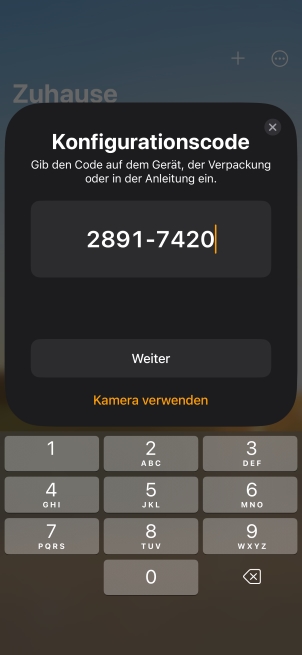 Zuhause
Konfigurationscode
Gib den Code auf dem Gerät, der Verpackung
oder in der Anleitung ein.
2891-7420
Weiter
Kamera verwenden
1 2 3
ABC DEF
4 5 6
GHI JKL MNO
7 8 9
PQRS TUV WXYZ
0